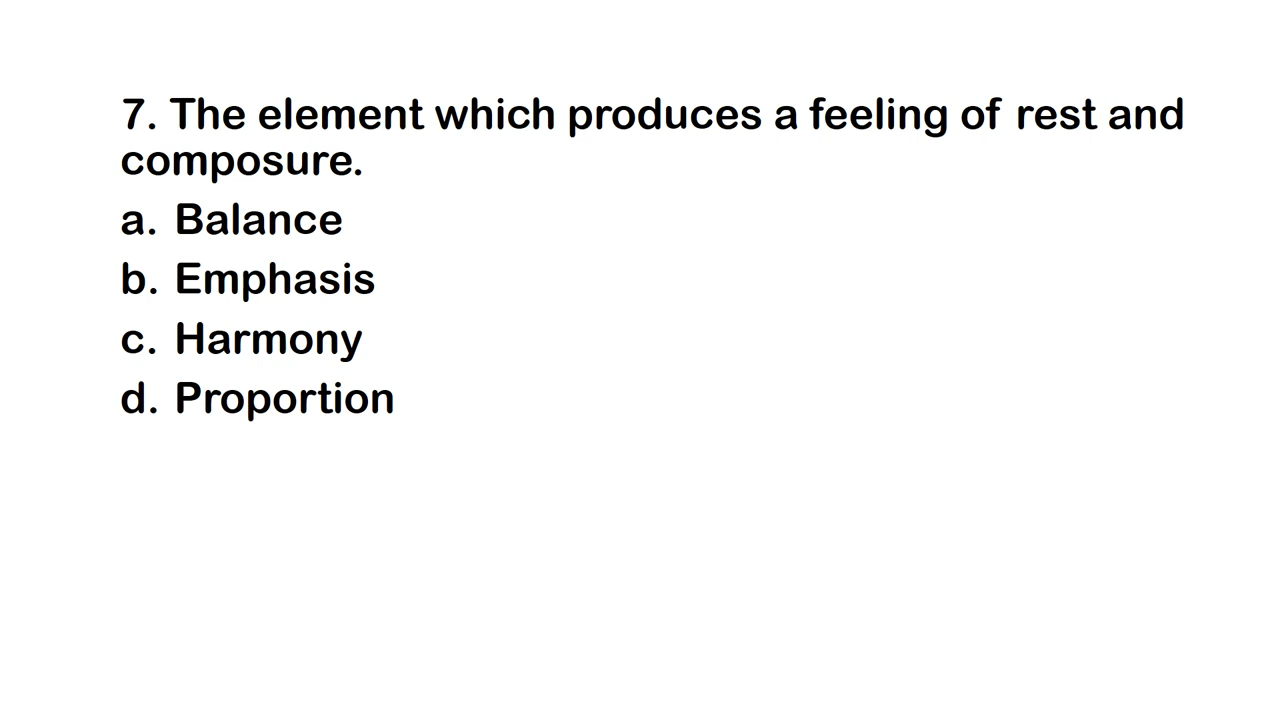 7. The element which produces a feeling of rest and
composure.
a. Balance
b. Emphasis
c. Harmony
d. Proportion